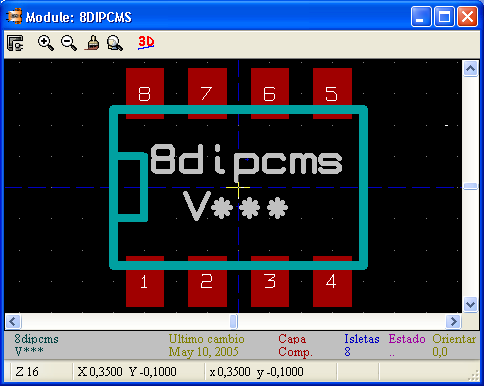 Module: 8DIPCMS
3D
8 7 6 5
8dipcms
V***
1 2 3 4
8dipcms Ultimo cambio Capa Isletas Estado Orientar
V*** May 10, 2005 Comp. 8 .. 0,0
Z 16 X 0,3500 Y -0,1000 x 0,3500 y -0,1000